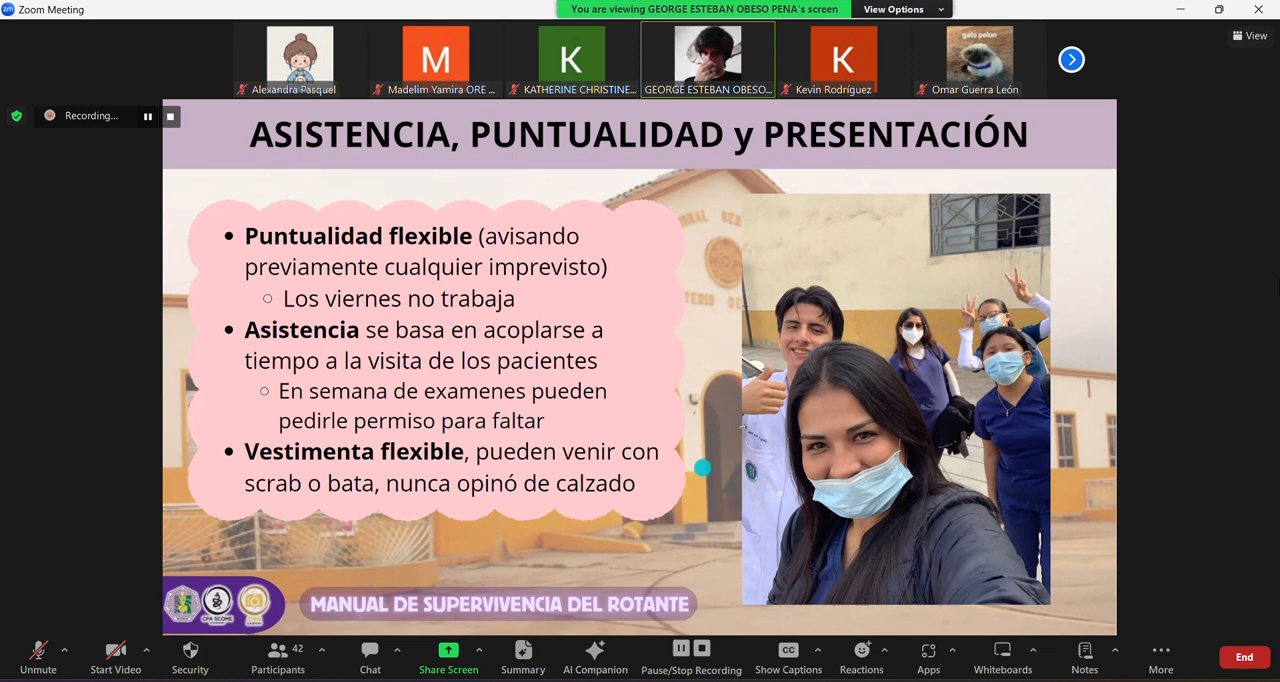 Zoom Meeting
You are viewing GEORGE ESTEBAN OBESO PENA's screen
View Options
gato pelon
M
K
K
Alexandra Pasquel
Madelim Yamira ORE ...
KATHERINE CHRISTINE...
GEORGE ESTEBAN OBESO...
Kevin Rodríguez
Omar Guerra León
View
Recording...
ASISTENCIA, PUNTUALIDAD y PRESENTACIÓN
• Puntualidad flexible (avisando
previamente cualquier imprevisto)
○ Los viernes no trabaja
• Asistencia se basa en acoplarse a
tiempo a la visita de los pacientes
○ En semana de examenes pueden
pedirle permiso para faltar
• Vestimenta flexible, pueden venir con
scrab o bata, nunca opinó de calzado
CPA SCOME
MANUAL DE SUPERVIVENCIA DEL ROTANTE
Unmute
Start Video
Security
42
Participants
Chat
Share Screen
Summary
AI Companion
Pause/Stop Recording
CC
Show Captions
Reactions
Apps
Whiteboards
Notes
More
End